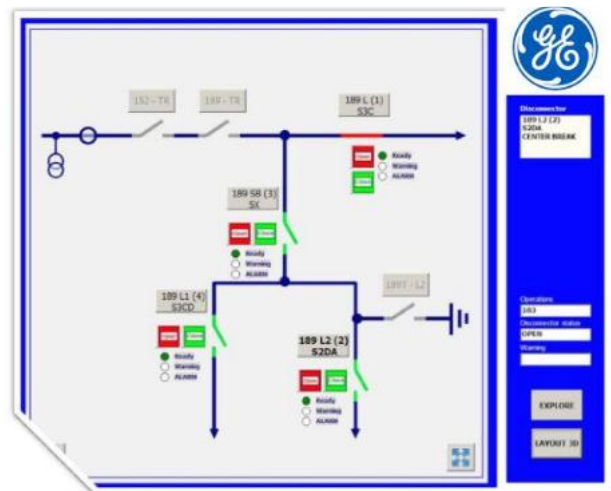 152 - TR
189 - TR
189 L (1)
S3C
Ready
Warning
ALARM
189 SB (3)
SX
Ready
Warning
ALARM
189 L1 (4)
S3CD
Ready
Warning
ALARM
189 L2 (2)
S2DA
Ready
Warning
ALARM
189T - L2
GE
Disconnector
189 L2 (2)
S2DA
CENTER BREAK
Operations
Disconnector status
OPEN
Warning
EXPLORE
LAYOUT 3D